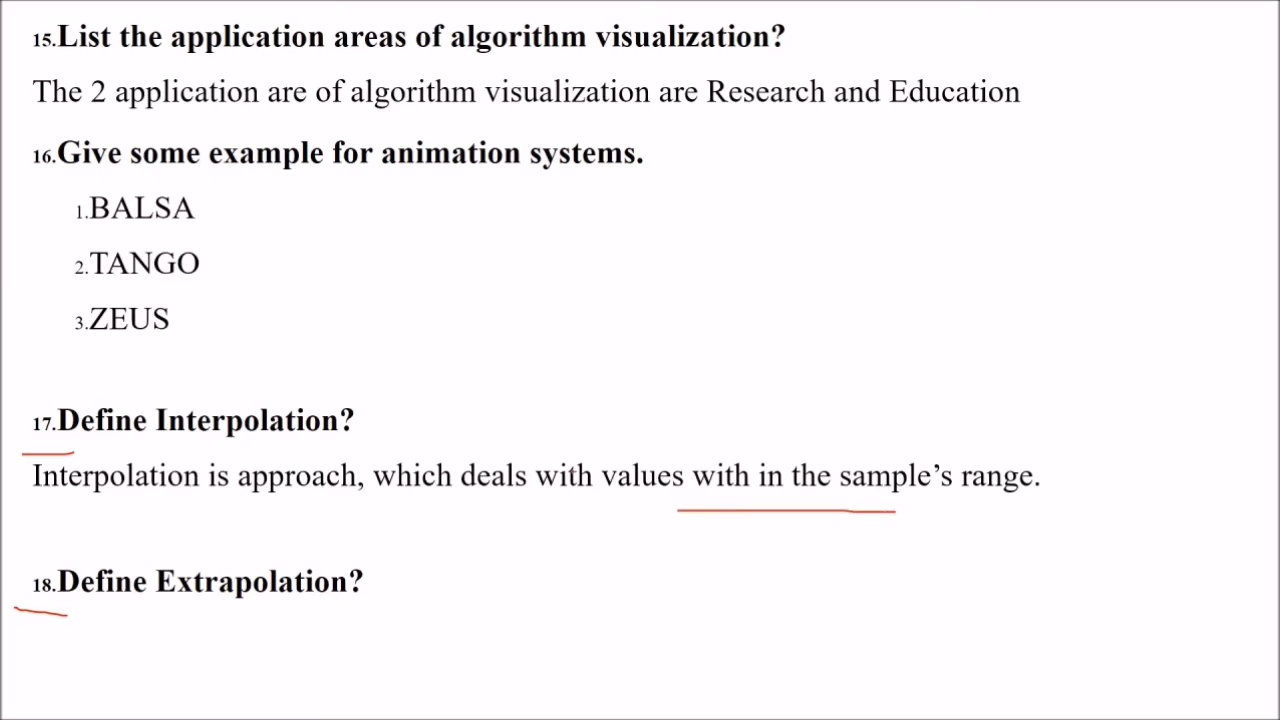 15.List the application areas of algorithm visualization?
The 2 application are of algorithm visualization are Research and Education
16.Give some example for animation systems.
1.BALSA
2.TANGO
3.ZEUS
17.Define Interpolation?
Interpolation is approach, which deals with values with in the sample’s range.
18.Define Extrapolation?